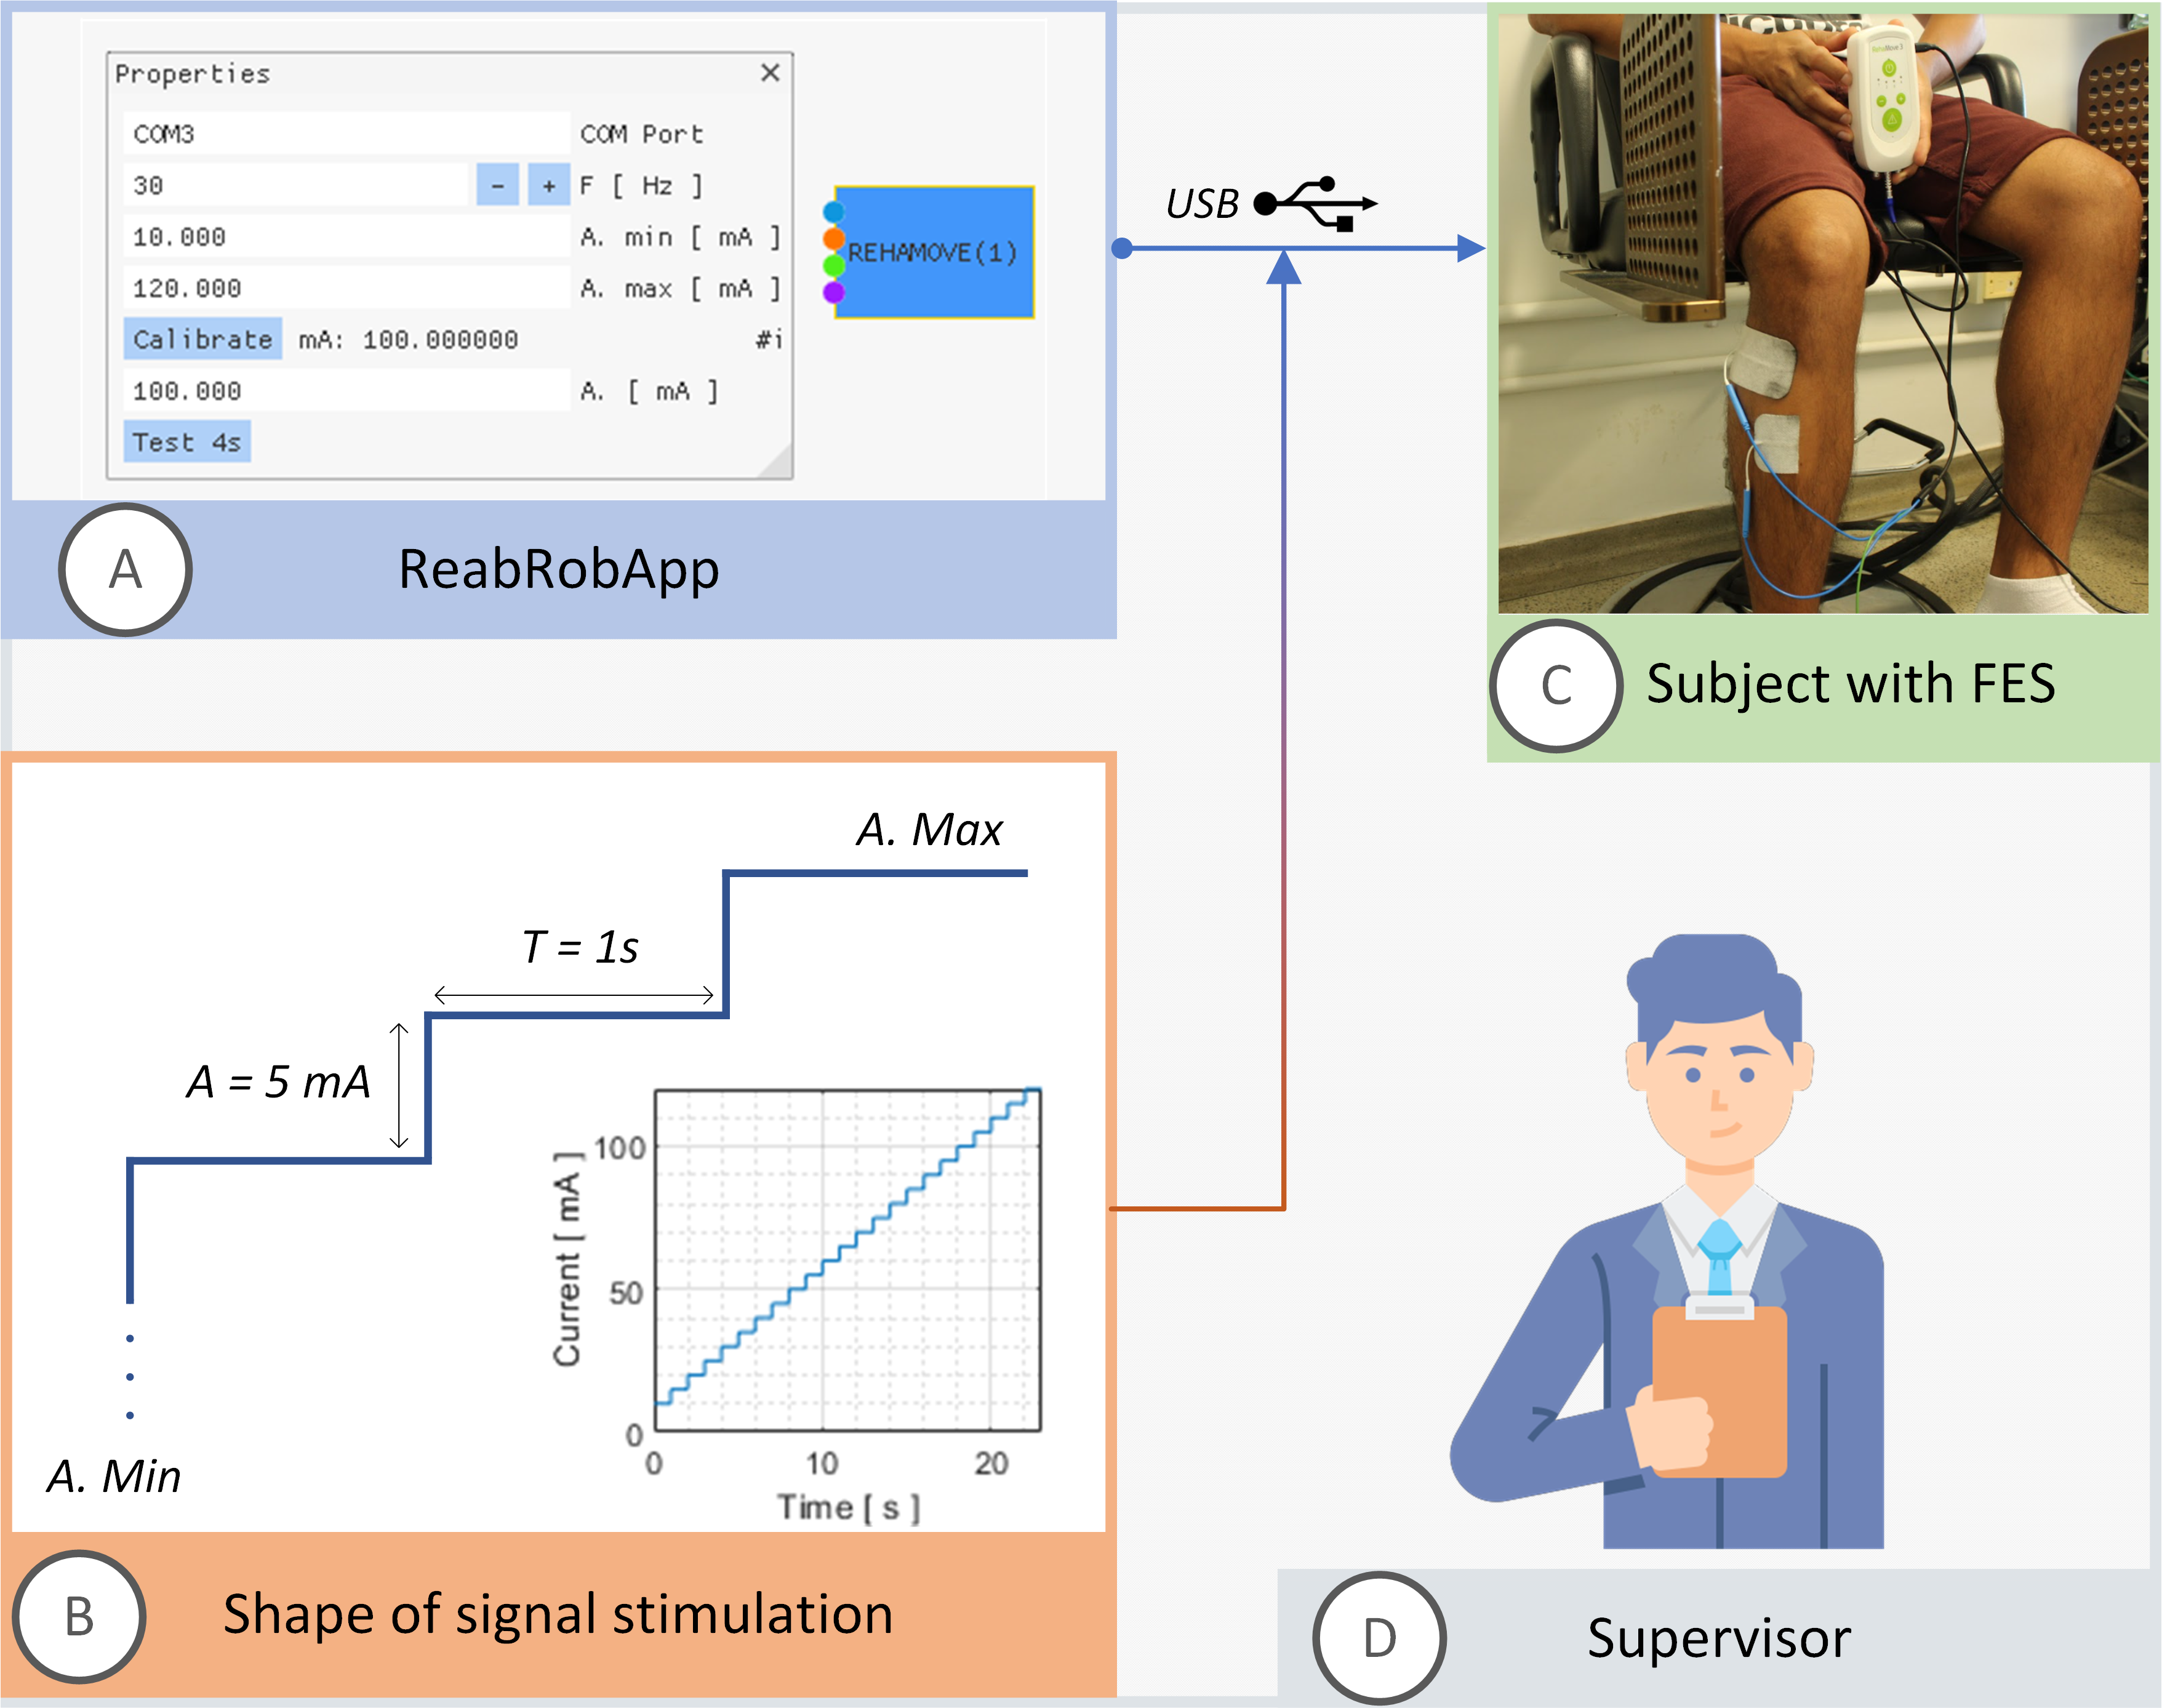 Properties
COM3 COM Port
30 - + F [ Hz ]
10.000 A. min [ mA ]
120.000 A. max [ mA ]
Calibrate mA: 100.000000 #i
100.000 A. [ mA ]
Test 4s
REHAMOVE(1)
A
ReabRobApp
USB
RehaMove 3
C
Subject with FES
A. Max
T = 1s
A = 5 mA
A. Min
Current [ mA ]
100
50
0
0 10 20
Time [ s ]
B
Shape of signal stimulation
D
Supervisor